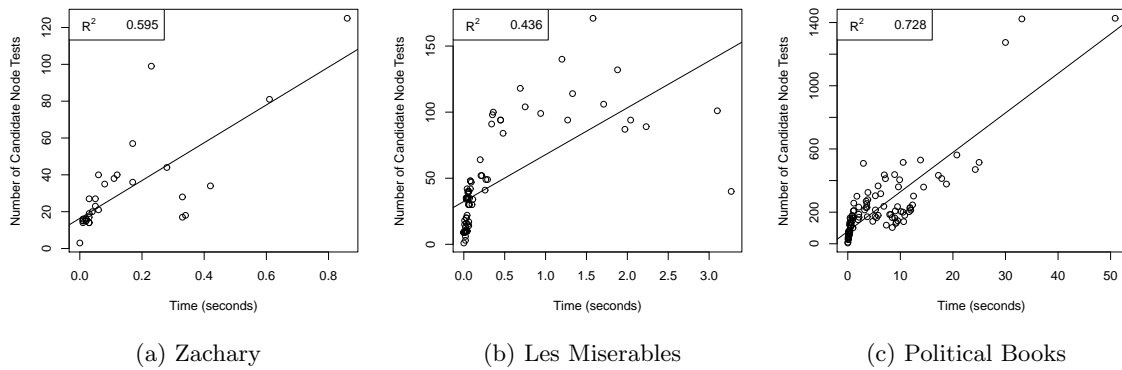 R² 0.595
Number of Candidate Node Tests
0 20 40 60 80 100 120
0.0 0.2 0.4 0.6 0.8
Time (seconds)
(a) Zachary
R² 0.436
Number of Candidate Node Tests
0 50 100 150
0.0 0.5 1.0 1.5 2.0 2.5 3.0
Time (seconds)
(b) Les Miserables
R² 0.728
Number of Candidate Node Tests
0 200 600 1000 1400
0 10 20 30 40 50
Time (seconds)
(c) Political Books